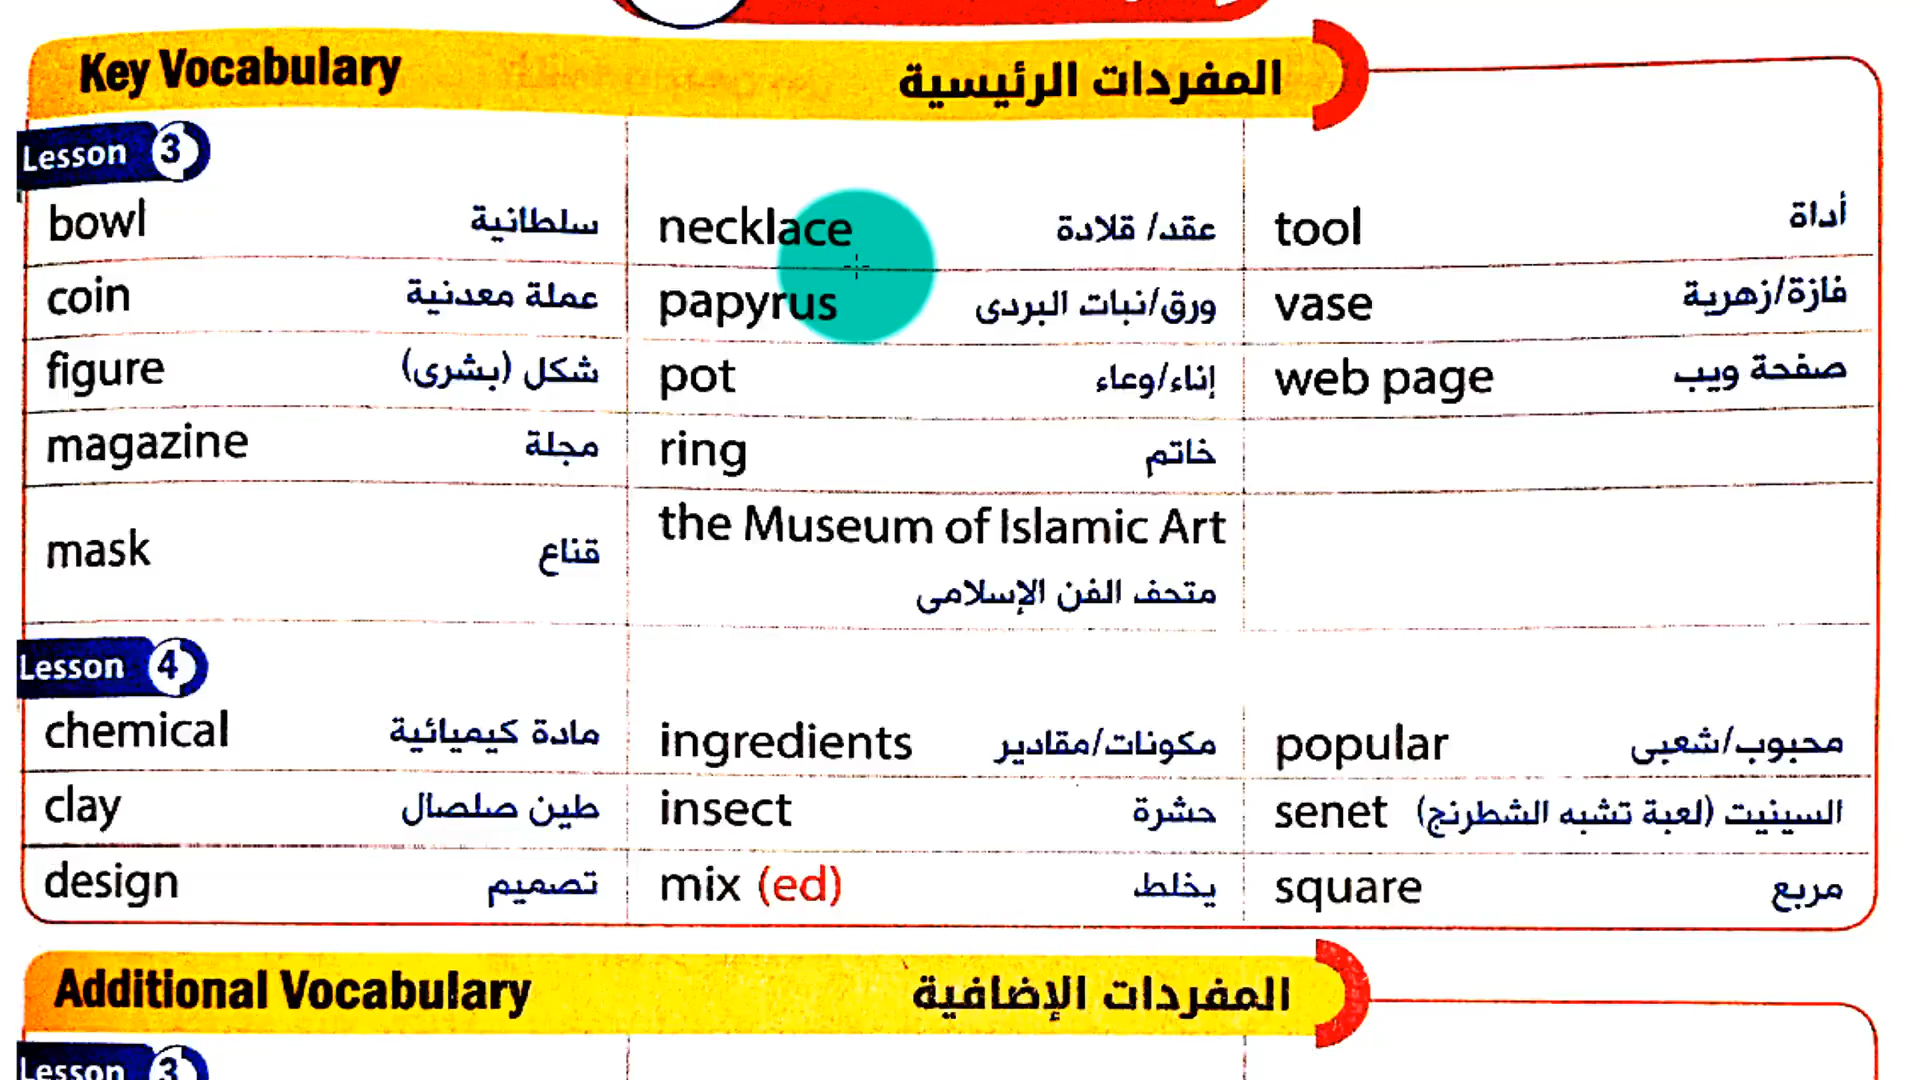 Key Vocabulary المفردات الرئيسية
Lesson 3
bowl سلطانية necklace عقد/ قلادة tool أداة
coin عملة معدنية papyrus ورق/نبات البردى vase فازة/زهرية
figure شكل (بشرى) pot إناء/وعاء web page صفحة ويب
magazine مجلة ring خاتم
mask قناع the Museum of Islamic Art
متحف الفن الإسلامى
Lesson 4
chemical مادة كيميائية ingredients مكونات/مقادير popular محبوب/شعبى
clay طين صلصال insect حشرة senet السينيت (لعبة تشبه الشطرنج)
design تصميم mix (ed) يخلط square مربع
Additional Vocabulary المفردات الإضافية
Lesson 3